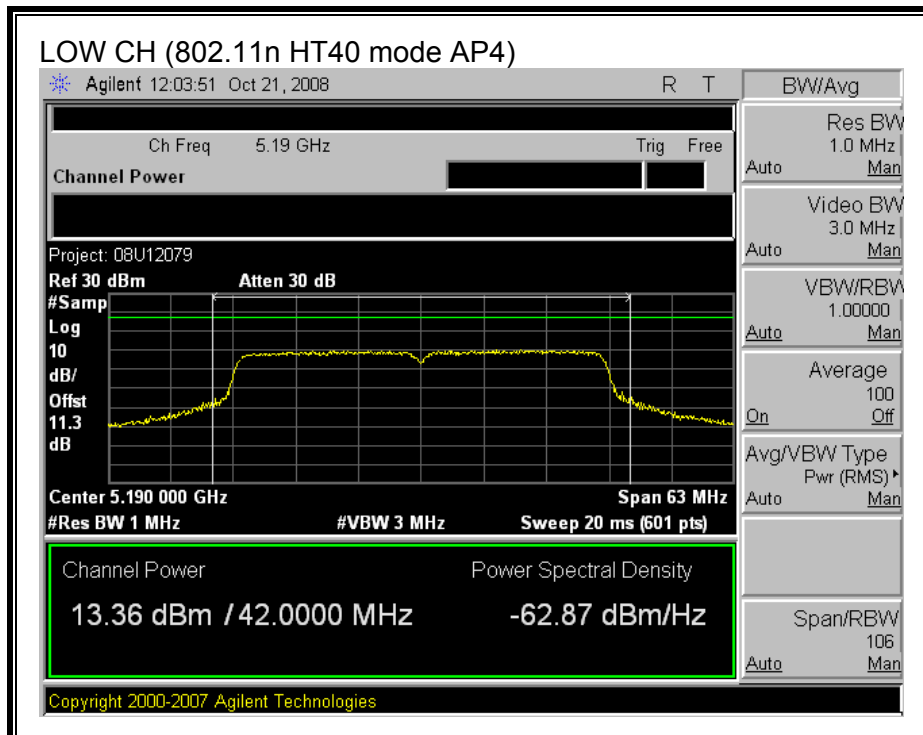 LOW CH (802.11n HT40 mode AP4)
Agilent 12:03:51 Oct 21, 2008 R T
BW/Avg
Ch Freq 5.19 GHz Trig Free
Channel Power
Project: 08U12079
Ref 30 dBm Atten 30 dB
#Samp
Log
10
dB/
Offst
11.3
dB
Center 5.190 000 GHz Span 63 MHz
#Res BW 1 MHz #VBW 3 MHz Sweep 20 ms (601 pts)
Channel Power Power Spectral Density
13.36 dBm / 42.0000 MHz -62.87 dBm/Hz
Copyright 2000-2007 Agilent Technologies
Res BW
1.0 MHz
Auto Man
Video BW
3.0 MHz
Auto Man
VBW/RBW
1.00000
Auto Man
Average
100
On Off
Avg/VBW Type
Pwr (RMS)
Auto Man
Span/RBW
106
Auto Man